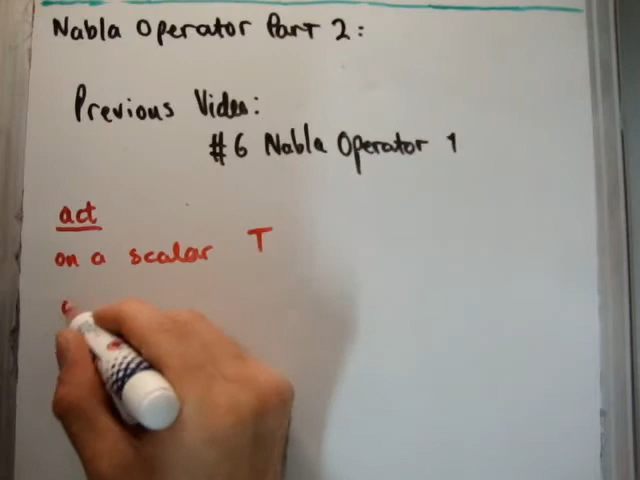 Nabla Operator Part 2:
Previous Video:
#6 Nabla Operator 1
act
on a scalar T